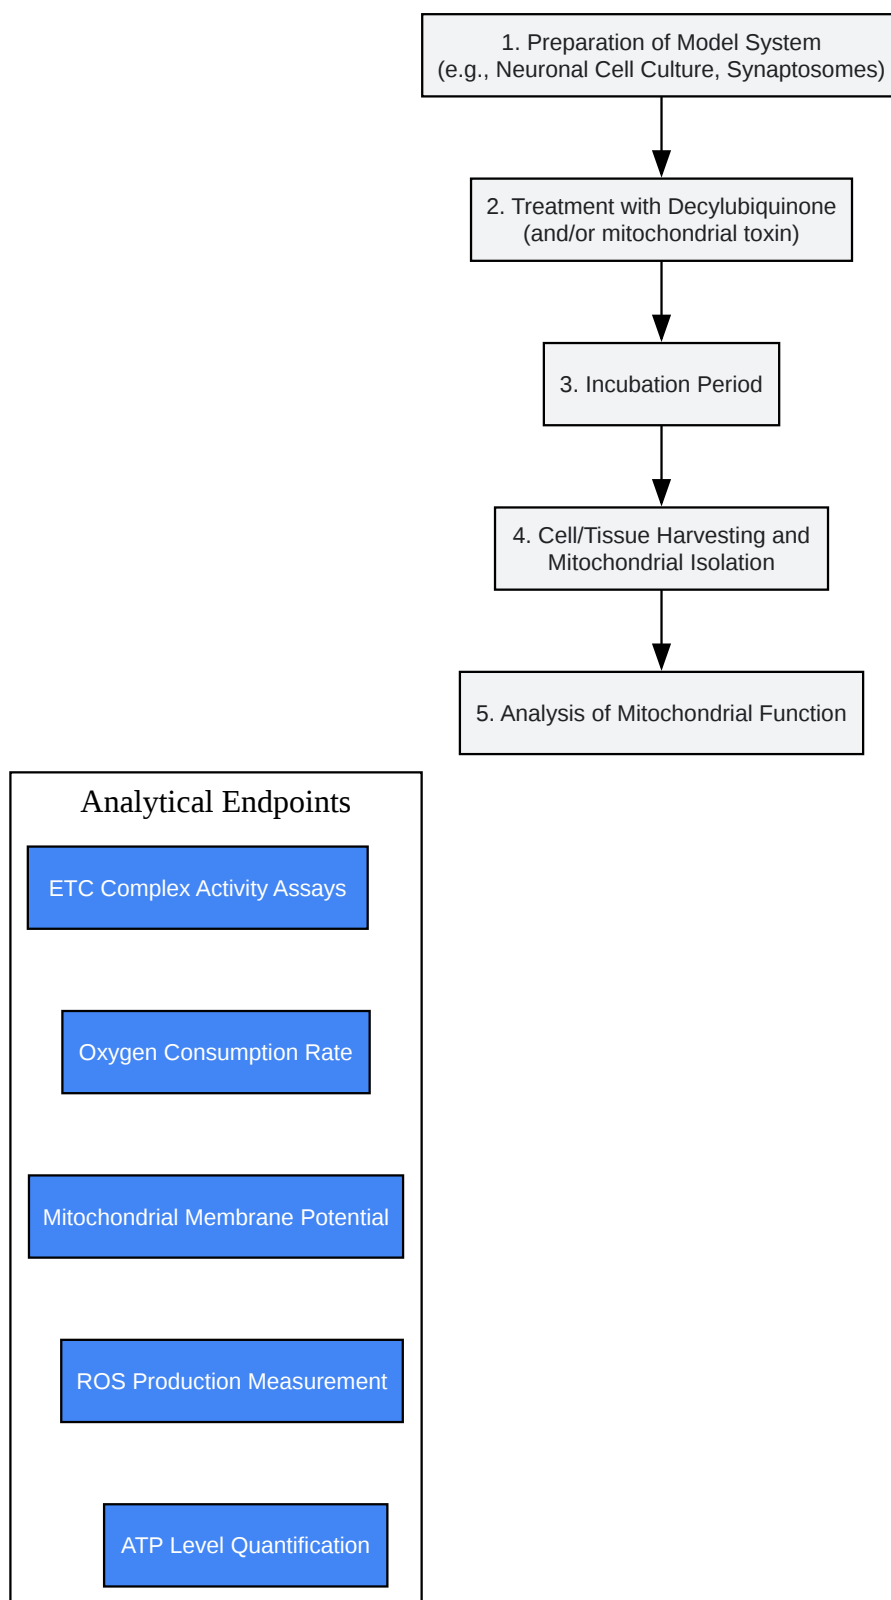 1. Preparation of Model System
(e.g., Neuronal Cell Culture, Synaptosomes)
2. Treatment with Decylubiquinone
(and/or mitochondrial toxin)
3. Incubation Period
4. Cell/Tissue Harvesting and
Mitochondrial Isolation
5. Analysis of Mitochondrial Function
Analytical Endpoints
ETC Complex Activity Assays
Oxygen Consumption Rate
Mitochondrial Membrane Potential
ROS Production Measurement
ATP Level Quantification